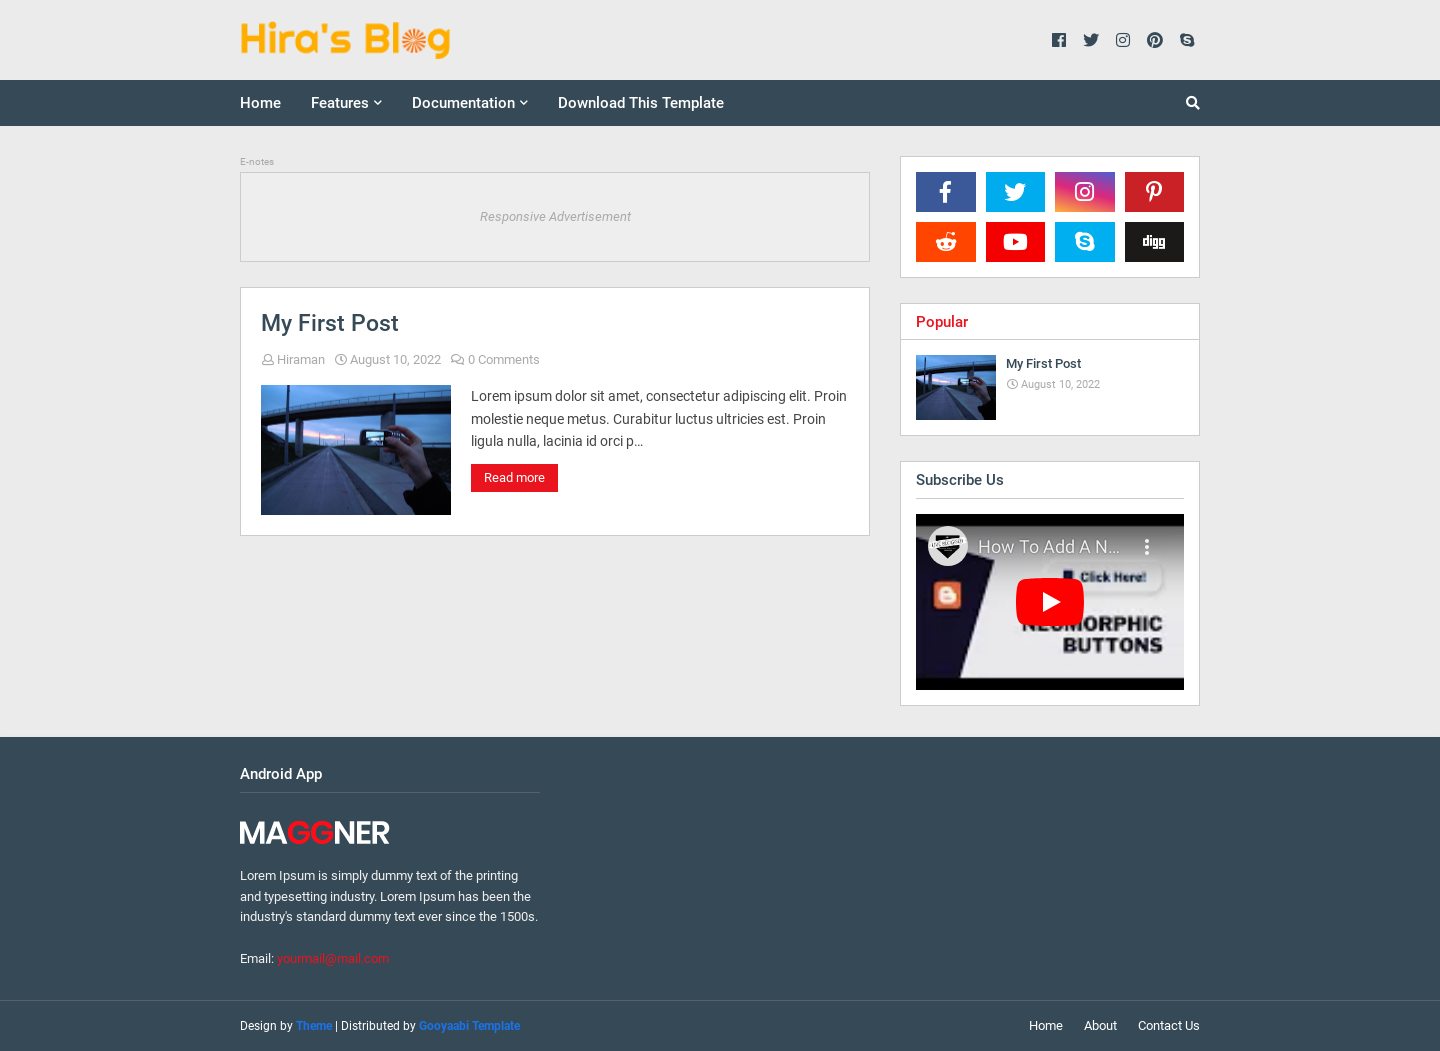 Hira's Blog
Home Features Documentation Download This Template
E-notes
Responsive Advertisement
My First Post
Hiraman August 10, 2022 0 Comments
Lorem ipsum dolor sit amet, consectetur adipiscing elit. Proin
molestie neque metus. Curabitur luctus ultricies est. Proin
ligula nulla, lacinia id orci p…
Read more
digg
Popular
My First Post
August 10, 2022
Subscribe Us
How To Add A N...
Click Here!
NEUMORPHIC
BUTTONS
Android App
MAGGNER
Lorem Ipsum is simply dummy text of the printing
and typesetting industry. Lorem Ipsum has been the
industry's standard dummy text ever since the 1500s.
Email: yourmail@mail.com
Design by Theme | Distributed by Gooyaabi Template
Home About Contact Us